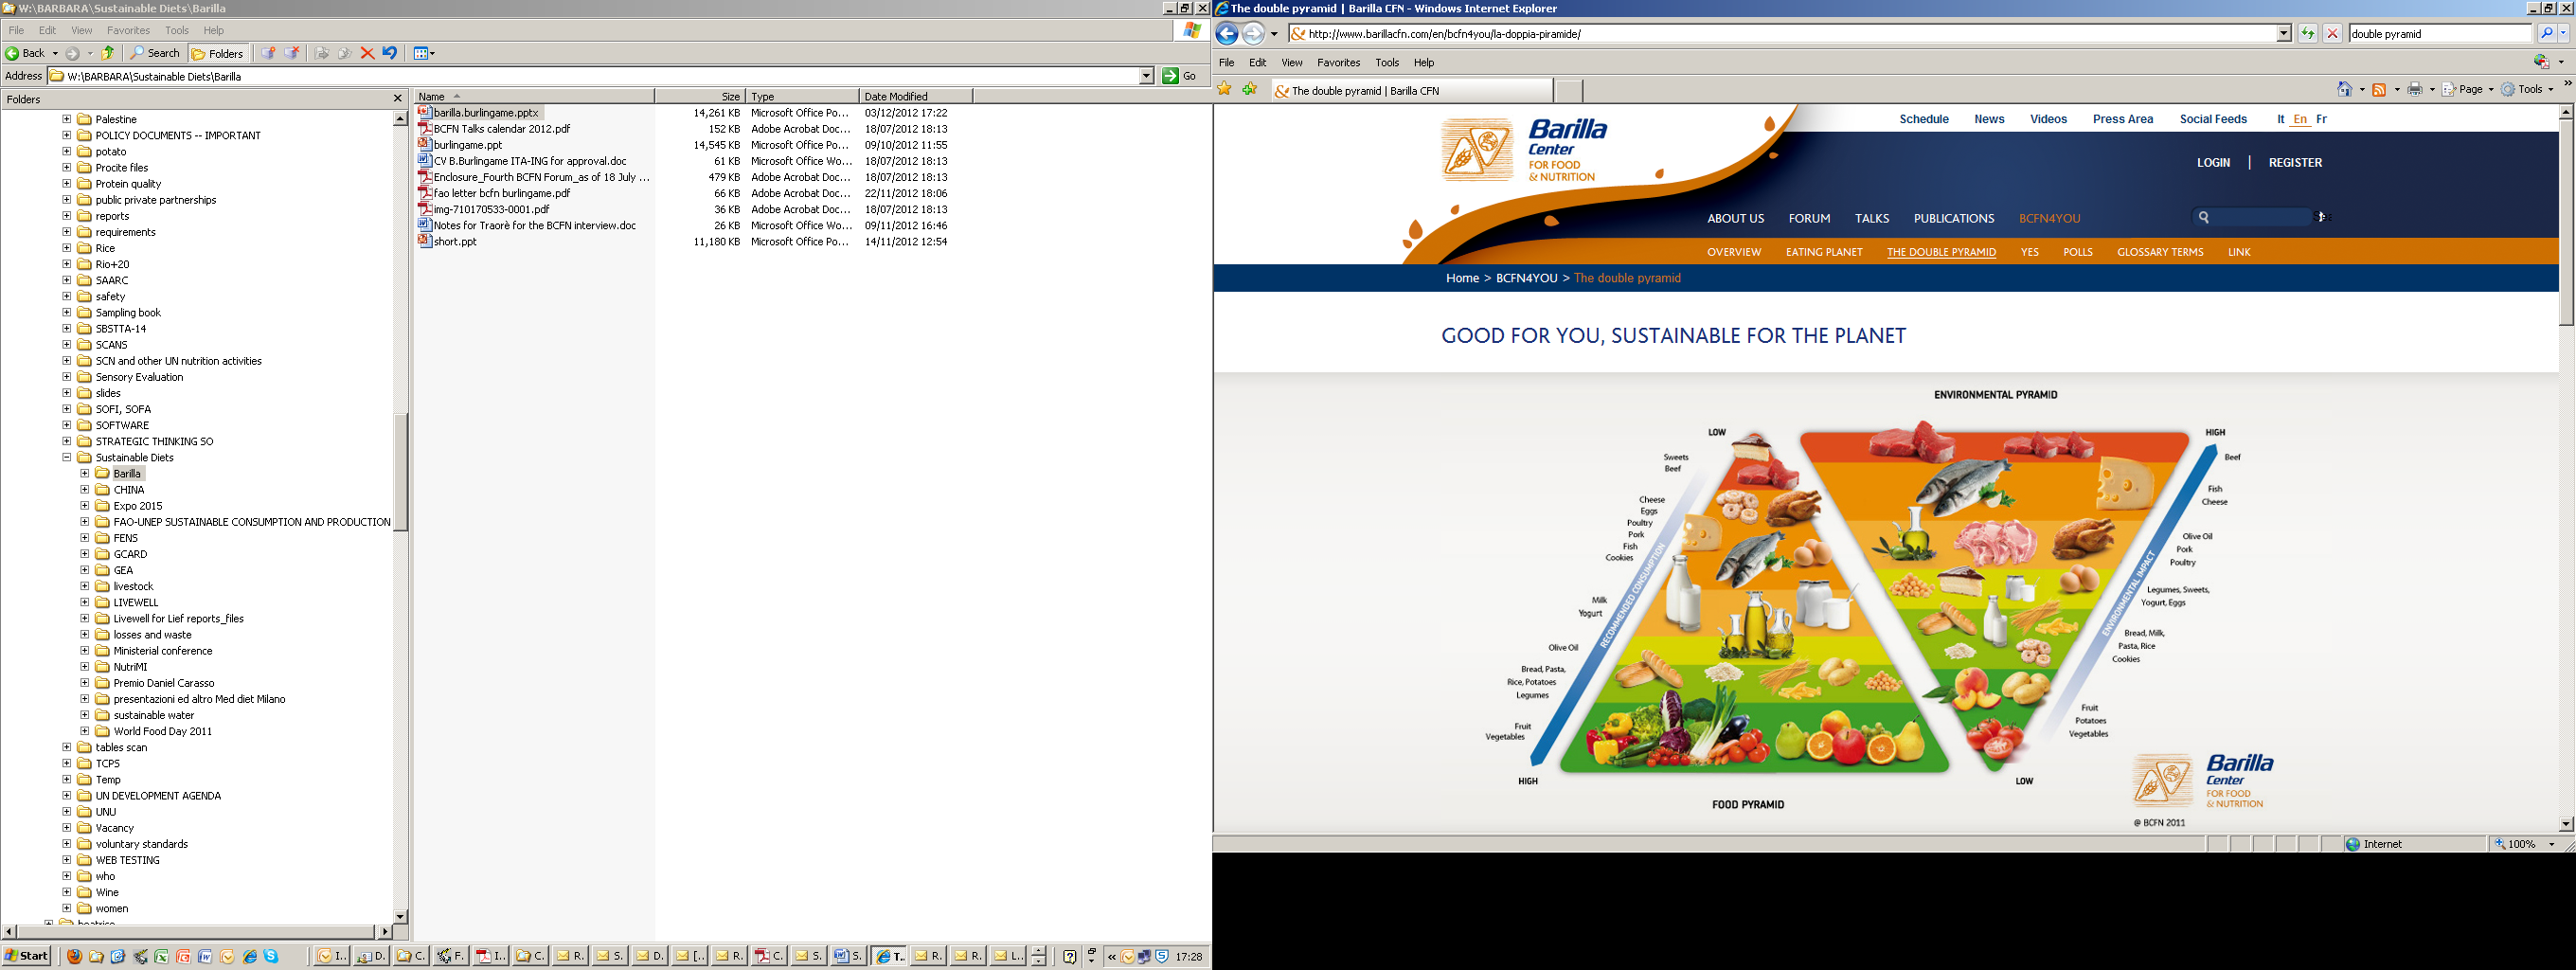 W:\BARBARA\Sustainable Diets\Barilla
File Edit View Favorites Tools Help
Back Search Folders
Address W:\BARBARA\Sustainable Diets\Barilla Go
Folders
Palestine
POLICY DOCUMENTS -- IMPORTANT
potato
Procite files
Protein quality
public private partnerships
reports
requirements
Rice
Rio+20
SAARC
safety
Sampling book
SBSTTA-14
SCANS
SCN and other UN nutrition activities
Sensory Evaluation
slides
SOFI, SOFA
SOFTWARE
STRATEGIC THINKING SO
Sustainable Diets
Barilla
CHINA
Expo 2015
FAO-UNEP SUSTAINABLE CONSUMPTION AND PRODUCTION
FENS
GCARD
GEA
livestock
LIVEWELL
Livewell for Lief reports_files
losses and waste
Ministerial conference
NutriMI
Premio Daniel Carasso
presentazioni ed altro Med diet Milano
sustainable water
World Food Day 2011
tables scan
TCPS
Temp
UN DEVELOPMENT AGENDA
UNU
Vacancy
voluntary standards
WEB TESTING
who
Wine
women
Name Size Type Date Modified
barilla.burlingame.pptx 14,261 KB Microsoft Office Po... 03/12/2012 17:22
BCFN Talks calendar 2012.pdf 152 KB Adobe Acrobat Doc... 18/07/2012 18:13
burlingame.ppt 14,545 KB Microsoft Office Po... 09/10/2012 11:55
CV B.Burlingame ITA-ING for approval.doc 61 KB Microsoft Office Wo... 18/07/2012 18:13
Enclosure_Fourth BCFN Forum_as of 18 July ... 479 KB Adobe Acrobat Doc... 18/07/2012 18:13
fao letter bcfn burlingame.pdf 66 KB Adobe Acrobat Doc... 22/11/2012 18:06
img-710170533-0001.pdf 36 KB Adobe Acrobat Doc... 18/07/2012 18:13
Notes for Traorè for the BCFN interview.doc 26 KB Microsoft Office Wo... 09/11/2012 16:46
short.ppt 11,180 KB Microsoft Office Po... 14/11/2012 12:54
Start I.. D. C. F. I.. C. R. S. D. [.. R. C. S. S. T.. R. R. L.. 17:28
The double pyramid | Barilla CFN - Windows Internet Explorer
http://www.barillacfn.com/en/bcfn4you/la-doppia-piramide/ double pyramid
File Edit View Favorites Tools Help
The double pyramid | Barilla CFN Page Tools
Barilla
Center
FOR FOOD
& NUTRITION
Schedule News Videos Press Area Social Feeds It En Fr
LOGIN | REGISTER
ABOUT US FORUM TALKS PUBLICATIONS BCFN4YOU
OVERVIEW EATING PLANET THE DOUBLE PYRAMID YES POLLS GLOSSARY TERMS LINK
Home > BCFN4YOU > The double pyramid
GOOD FOR YOU, SUSTAINABLE FOR THE PLANET
ENVIRONMENTAL PYRAMID
LOW
Sweets
Beef
Cheese
Eggs
Poultry
Pork
Fish
Cookies
Milk
Yogurt
Olive Oil
Bread, Pasta,
Rice, Potatoes
Legumes
Fruit
Vegetables
HIGH
RECOMMENDED CONSUMPTION
FOOD PYRAMID
HIGH
Beef
Fish
Cheese
Olive Oil
Pork
Poultry
Legumes, Sweets,
Yogurt, Eggs
Bread, Milk,
Pasta, Rice
Cookies
Fruit
Potatoes
Vegetables
LOW
ENVIRONMENTAL IMPACT
Barilla
Center
FOR FOOD
& NUTRITION
@ BCFN 2011
Internet 100%